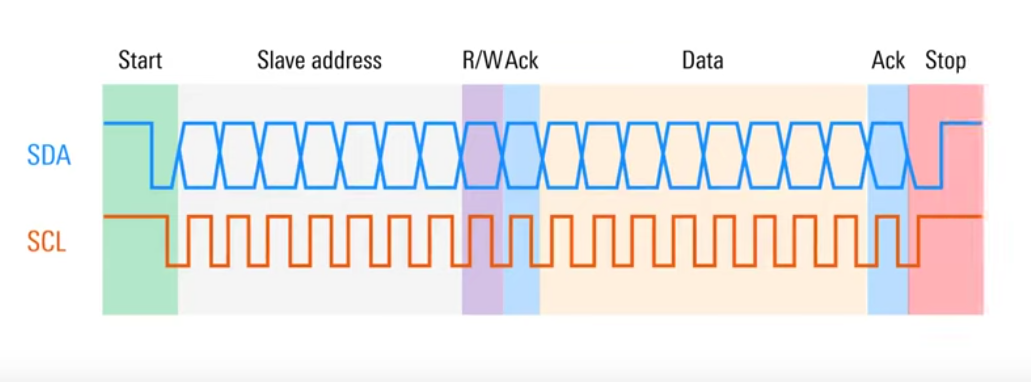 Start Slave address R/W Ack Data Ack Stop
SDA
SCL